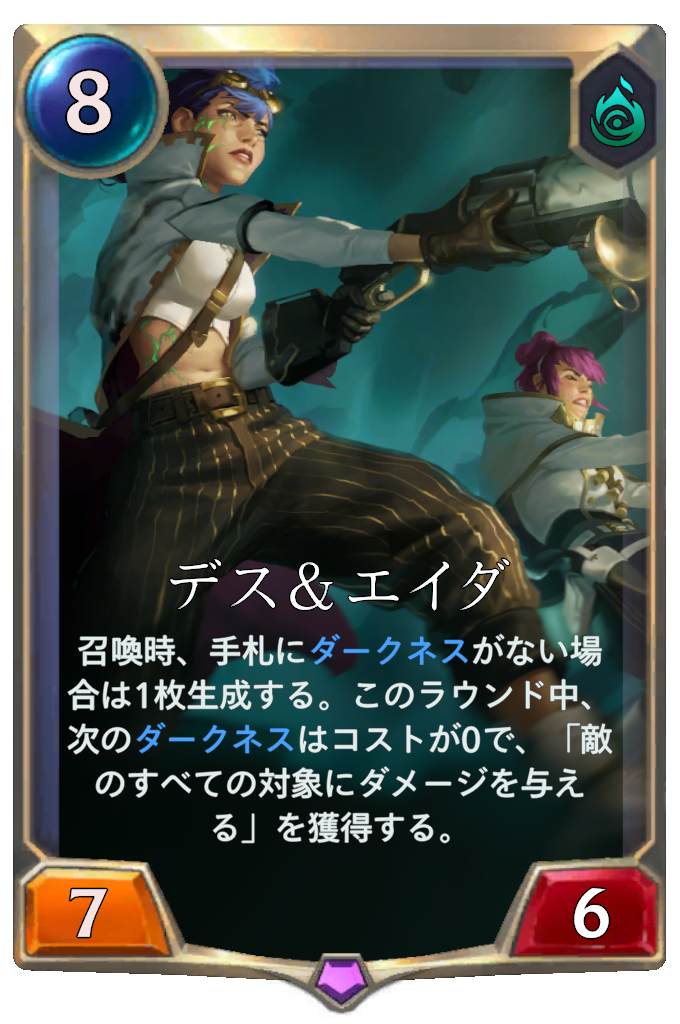 8
デス＆エイダ
召喚時、手札にダークネスがない場
合は1枚生成する。このラウンド中、
次のダークネスはコストが0で、「敵
のすべての対象にダメージを与え
る」を獲得する。
7
6